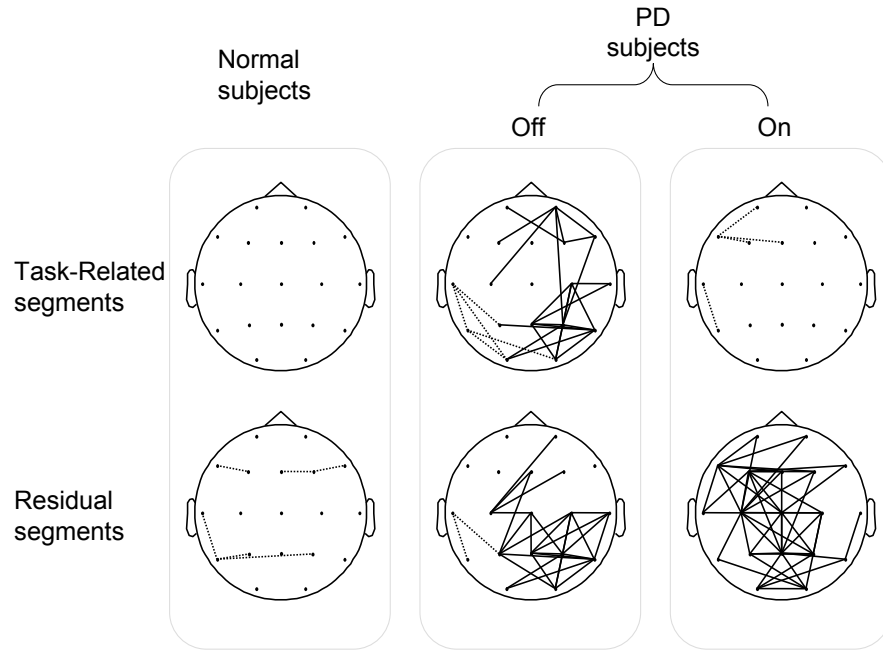 PD
subjects
Normal
subjects
Off
On
Task-Related
segments
Residual
segments